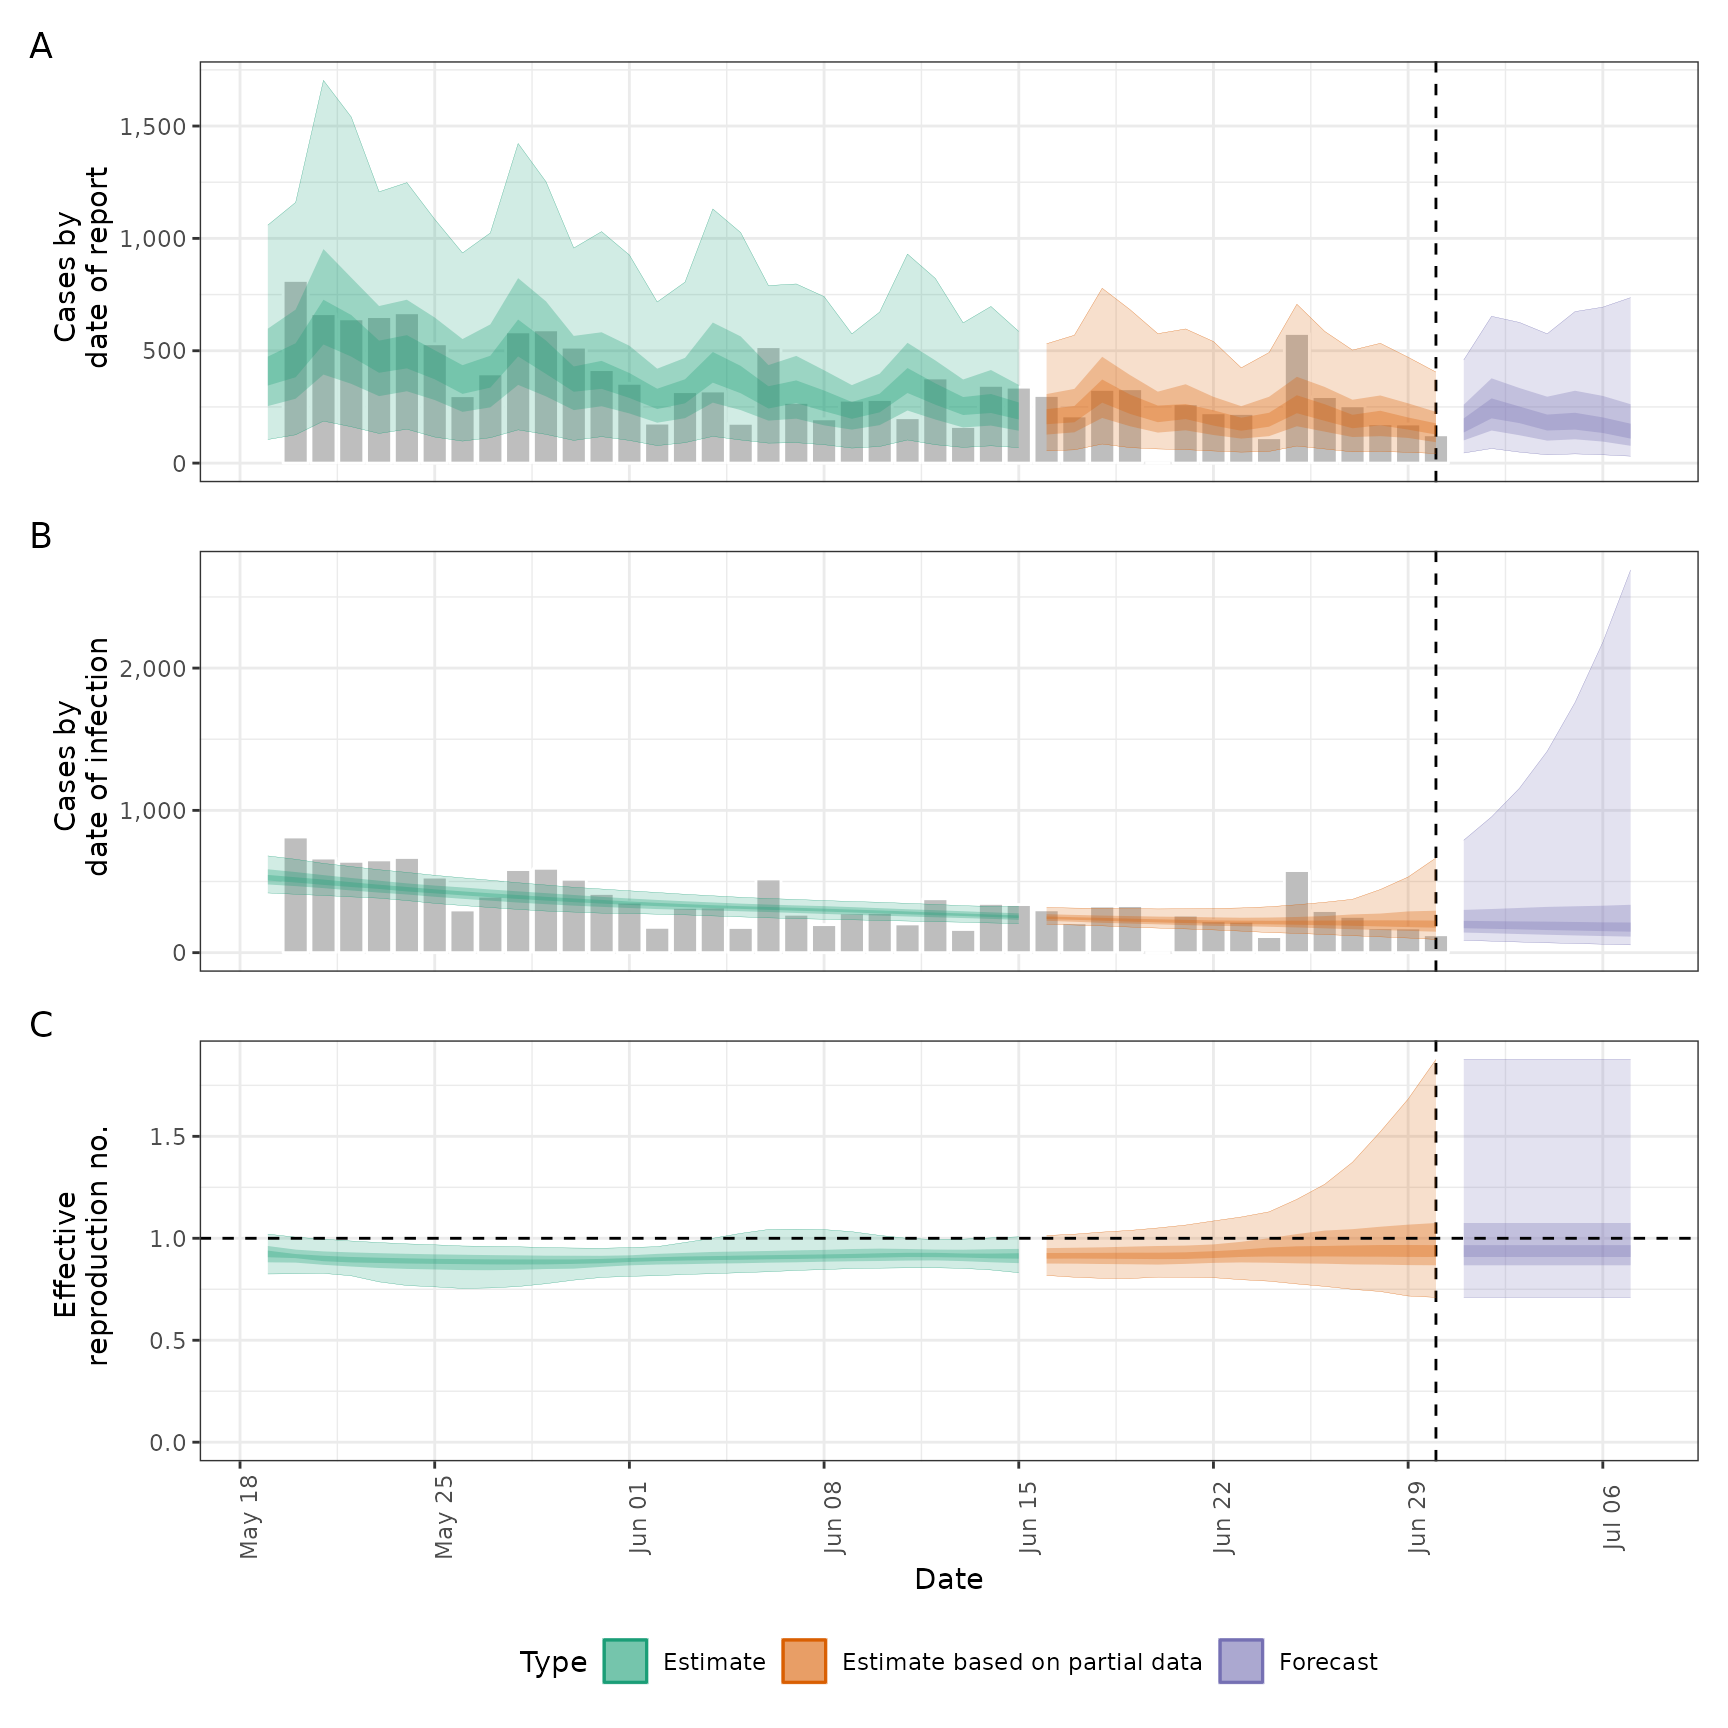 A
Cases by
date of report
1,500
1,000
500
0
B
Cases by
date of infection
2,000
1,000
0
C
Effective
reproduction no.
1.5
1.0
0.5
0.0
May 18
May 25
Jun 01
Jun 08
Jun 15
Jun 22
Jun 29
Jul 06
Date
Type Estimate Estimate based on partial data Forecast